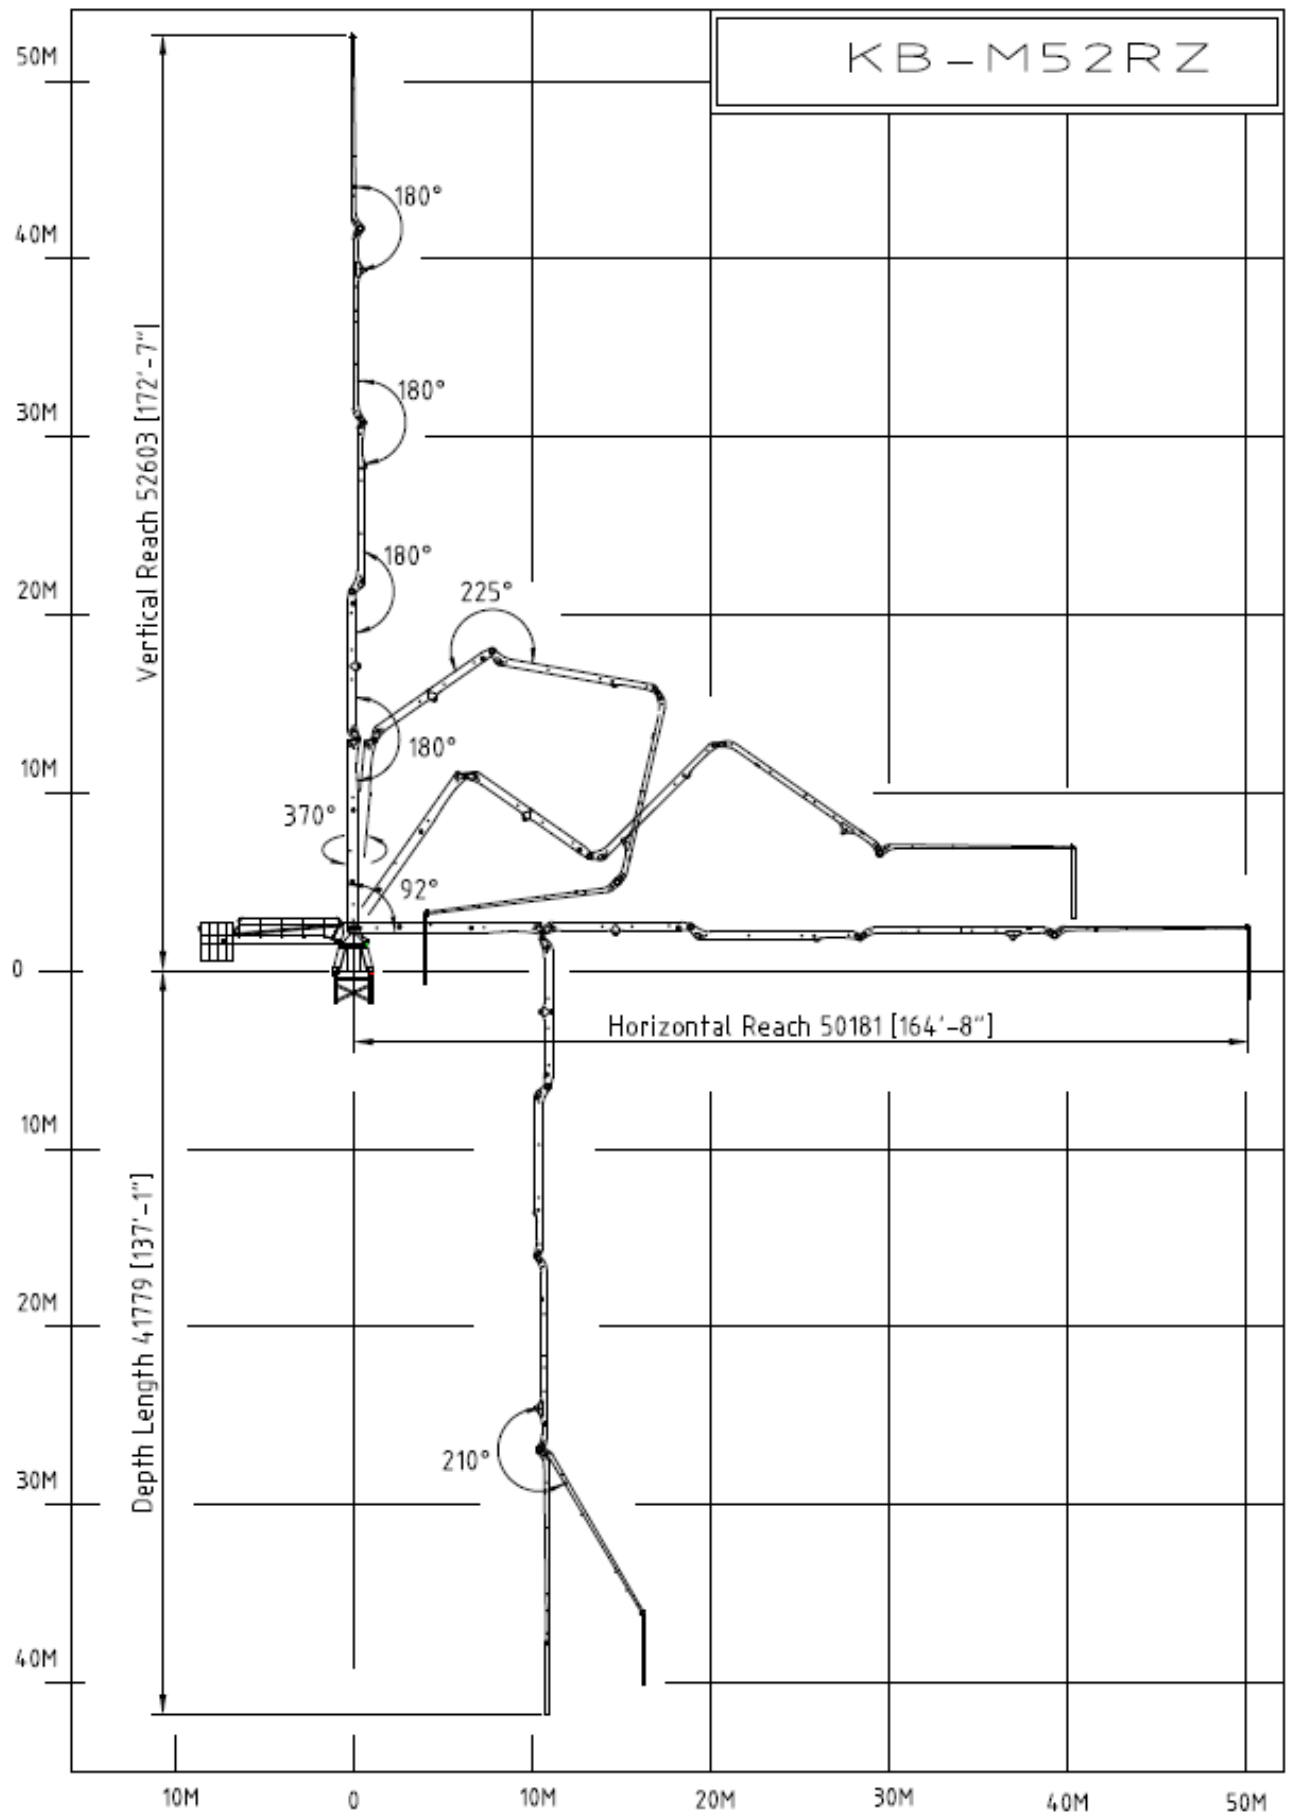 KB-M52RZ
50M
180°
40M
180°
30M
Vertical Reach 52603 [172'-7"]
180°
20M
225°
180°
10M
370°
92°
0
Horizontal Reach 50181 [164'-8"]
10M
Depth Length 41779 [137'-1"]
20M
210°
30M
40M
10M 0 10M 20M 30M 40M 50M